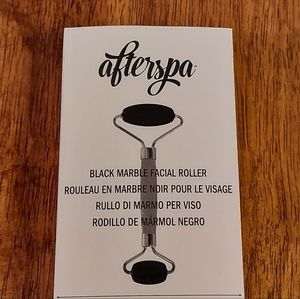 afterspa
BLACK MARBLE FACIAL ROLLER
ROULEAU EN MARBRE NOIR POUR LE VISAGE
RULLO DI MARMO PER VISO
RODILLO DE MÁRMOL NEGRO